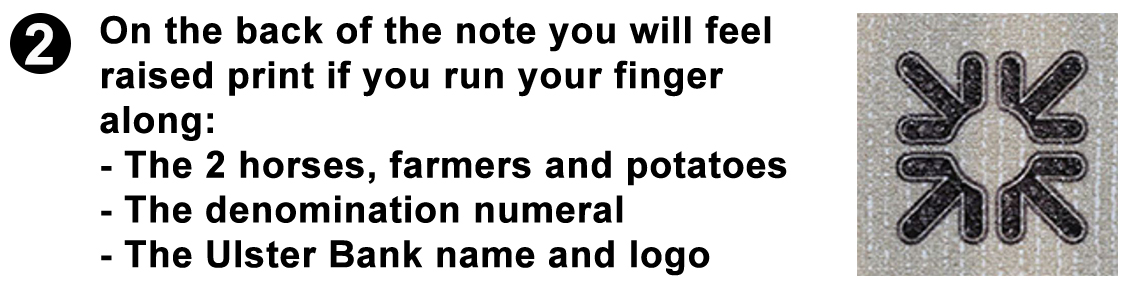 2 On the back of the note you will feel
raised print if you run your finger
along:
- The 2 horses, farmers and potatoes
- The denomination numeral
- The Ulster Bank name and logo